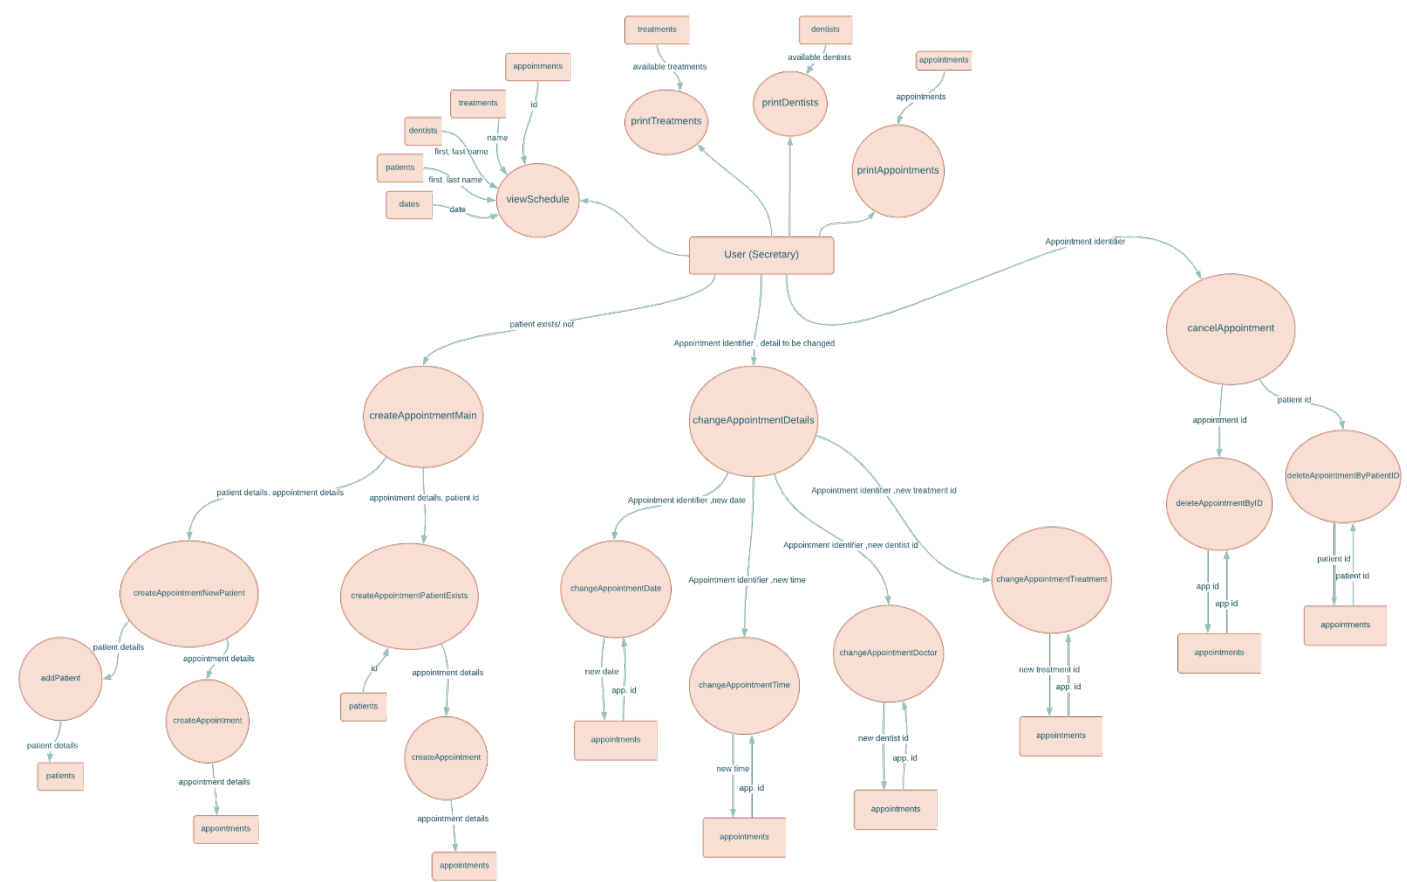 treatments
dentists
available treatments
available dentists
appointments
appointments
appointments
treatments
id
dentists
name
first, last name
patients
first, last name
dates
date
viewSchedule
printTreatments
printDentists
printAppointments
User (Secretary)
Appointment identifier
patient exists/ not
Appointment identifier , detail to be changed
cancelAppointment
createAppointmentMain
changeAppointmentDetails
patient id
appointment id
patient details, appointment details
appointment details, patient id
Appointment identifier ,new date
Appointment identifier ,new treatment id
deleteAppointmentByPatientID
deleteAppointmentByID
Appointment identifier ,new dentist id
Appointment identifier ,new time
createAppointmentNewPatient
createAppointmentPatientExists
changeAppointmentDate
changeAppointmentTreatment
patient id
patient id
app id
app id
appointments
appointments
patient details
appointment details
id
appointment details
addPatient
createAppointment
patients
new date
app. id
changeAppointmentTime
changeAppointmentDoctor
new treatment id
app. id
appointments
appointments
patient details
patients
appointment details
appointments
createAppointment
appointment details
appointments
new time
app. id
appointments
new dentist id
app. id
appointments